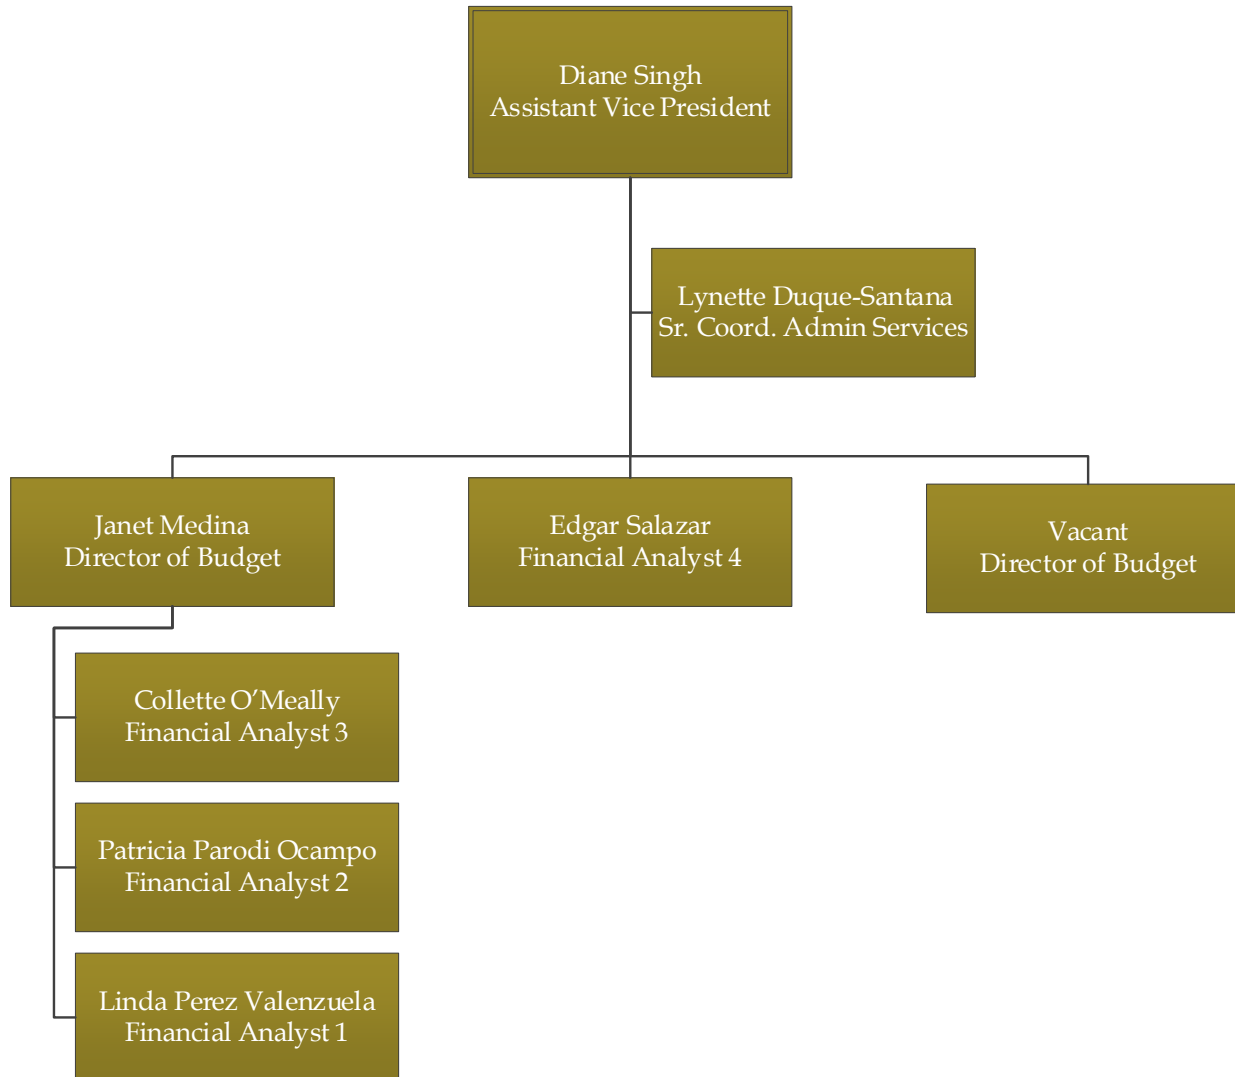 Diane Singh
Assistant Vice President
Lynette Duque-Santana
Sr. Coord. Admin Services
Janet Medina
Director of Budget
Edgar Salazar
Financial Analyst 4
Vacant
Director of Budget
Collette O’Meally
Financial Analyst 3
Patricia Parodi Ocampo
Financial Analyst 2
Linda Perez Valenzuela
Financial Analyst 1